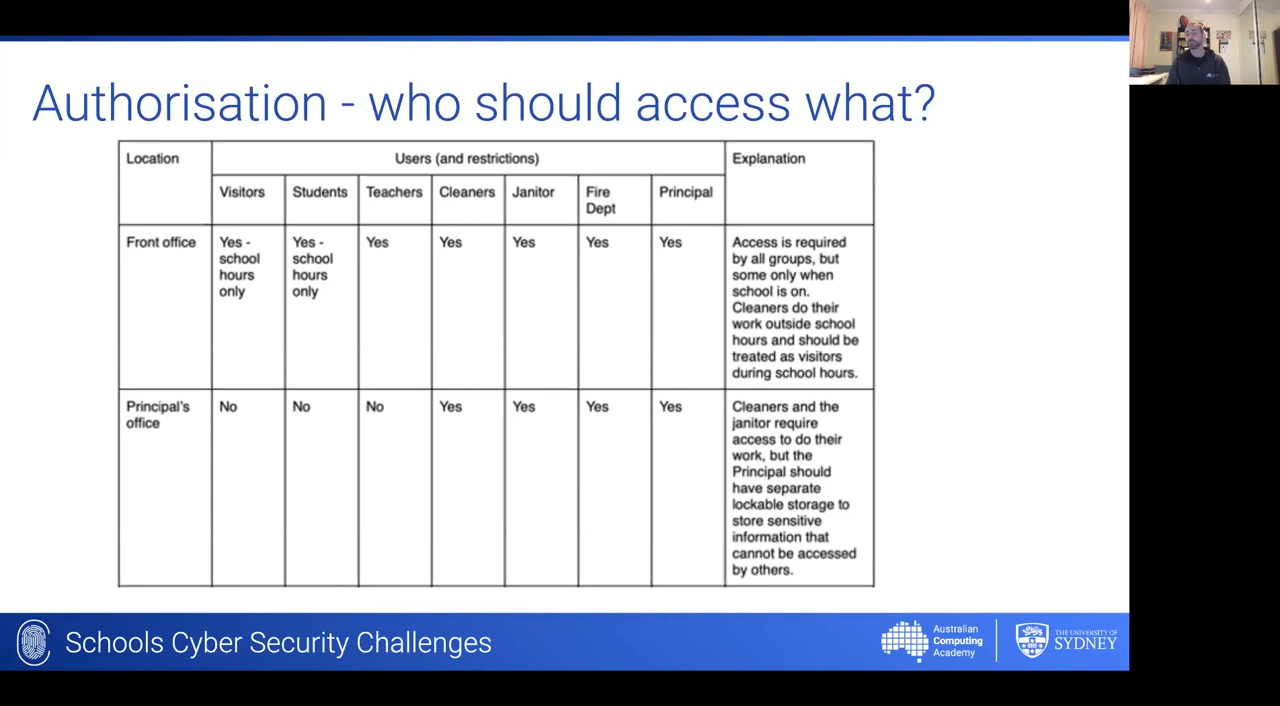 Authorisation - who should access what?
Location
Users (and restrictions)
Explanation
Visitors
Students
Teachers
Cleaners
Janitor
Fire
Dept
Principal
Front office
Yes -
school
hours
only
Yes -
school
hours
only
Yes
Yes
Yes
Yes
Yes
Access is required
by all groups, but
some only when
school is on.
Cleaners do their
work outside school
hours and should be
treated as visitors
during school hours.
Principal's
office
No
No
No
Yes
Yes
Yes
Yes
Cleaners and the
janitor require
access to do their
work, but the
Principal should
have separate
lockable storage to
store sensitive
information that
cannot be accessed
by others.
Schools Cyber Security Challenges
Australian
Computing
Academy
THE UNIVERSITY OF
SYDNEY